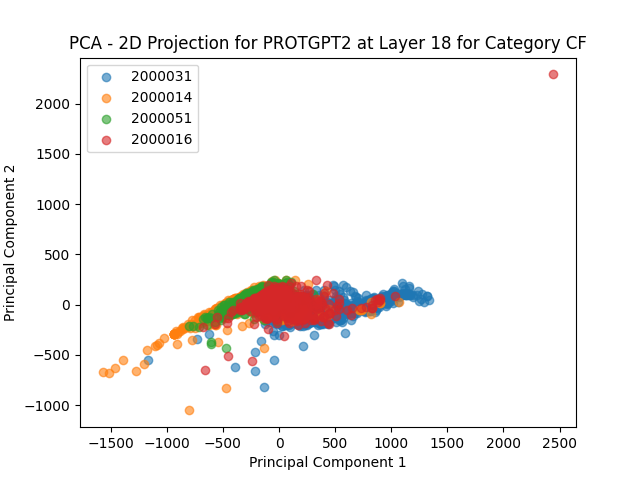 PCA - 2D Projection for PROTGPT2 at Layer 18 for Category CF
2000031
2000014
2000051
2000016
Principal Component 2
2000
1500
1000
500
0
−500
−1000
−1500 −1000 −500 0 500 1000 1500 2000 2500
Principal Component 1